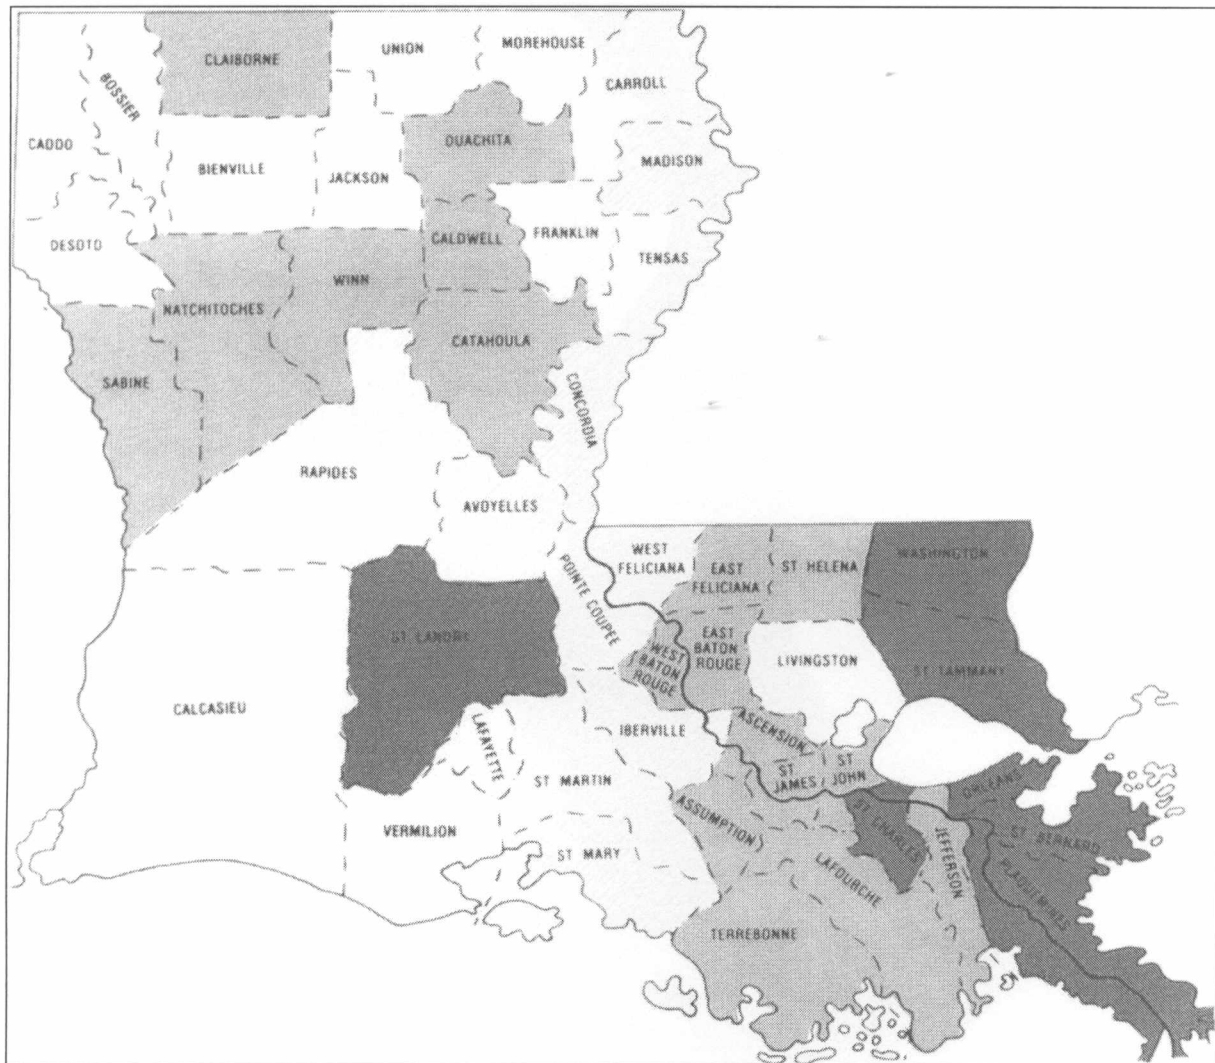 CLAIBORNE
UNION
MOREHOUSE
CARROLL
BOSSIER
CADDO
BIENVILLE
JACKSON
OUACHITA
MADISON
DESOTO
NATCHITOCHES
WINN
CALDWELL
FRANKLIN
TENSAS
SABINE
CATAHOULA
CONCORDIA
RAPIDES
AVOYELLES
WEST
FELICIANA
EAST
FELICIANA
ST HELENA
WASHINGTON
POINTE COUPEE
ST LANDRE
WEST
BATON
ROUGE
EAST
BATON
ROUGE
LIVINGSTON
ST TAMMANY
CALCASIEU
LAFAYETTE
IBERVILLE
ASCENSION
ST MARTIN
ST
JAMES
ST
JOHN
ORLEANS
VERMILION
ST MARY
ASSUMPTION
ST CHARLES
JEFFERSON
ST BERNARD
LAFOURCHE
PLAQUEMINES
TERREBONNE